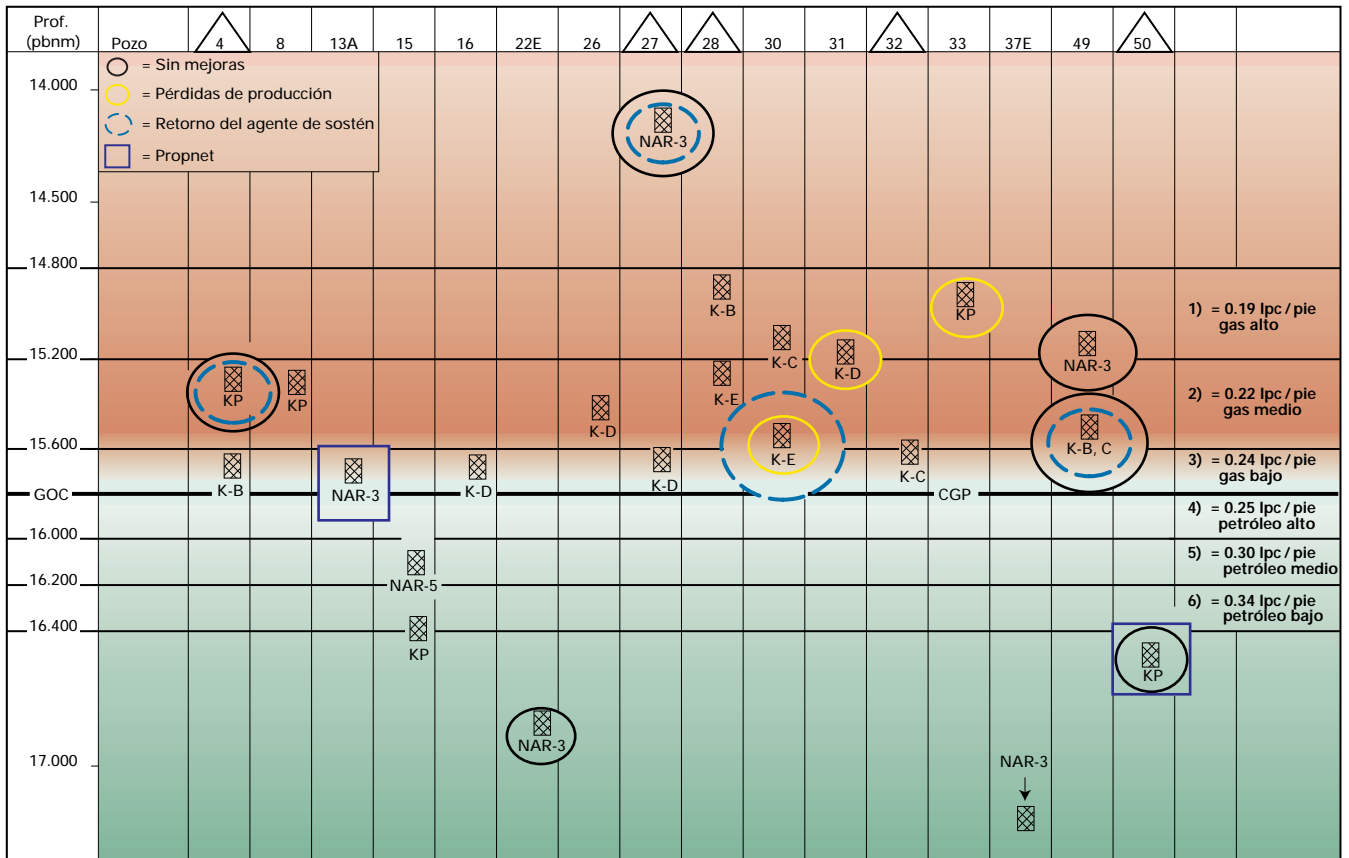 Prof.
(pbnm)
Pozo 4 8 13A 15 16 22E 26 27 28 30 31 32 33 37E 49 50
= Sin mejoras
= Pérdidas de producción
= Retorno del agente de sostén
= Propnet
14.000
NAR-3
14.500
14.800
K-B
KP
1) = 0.19 lpc / pie
gas alto
K-C
NAR-3
15.200
K-D
KP
KP
K-E
2) = 0.22 lpc / pie
gas medio
K-D
K-B, C
15.600
K-B
NAR-3
K-D
K-D
K-E
K-C
3) = 0.24 lpc / pie
gas bajo
GOC
CGP
4) = 0.25 lpc / pie
petróleo alto
16.000
NAR-5
5) = 0.30 lpc / pie
petróleo medio
16.200
6) = 0.34 lpc / pie
petróleo bajo
16.400
KP
KP
NAR-3
17.000
NAR-3